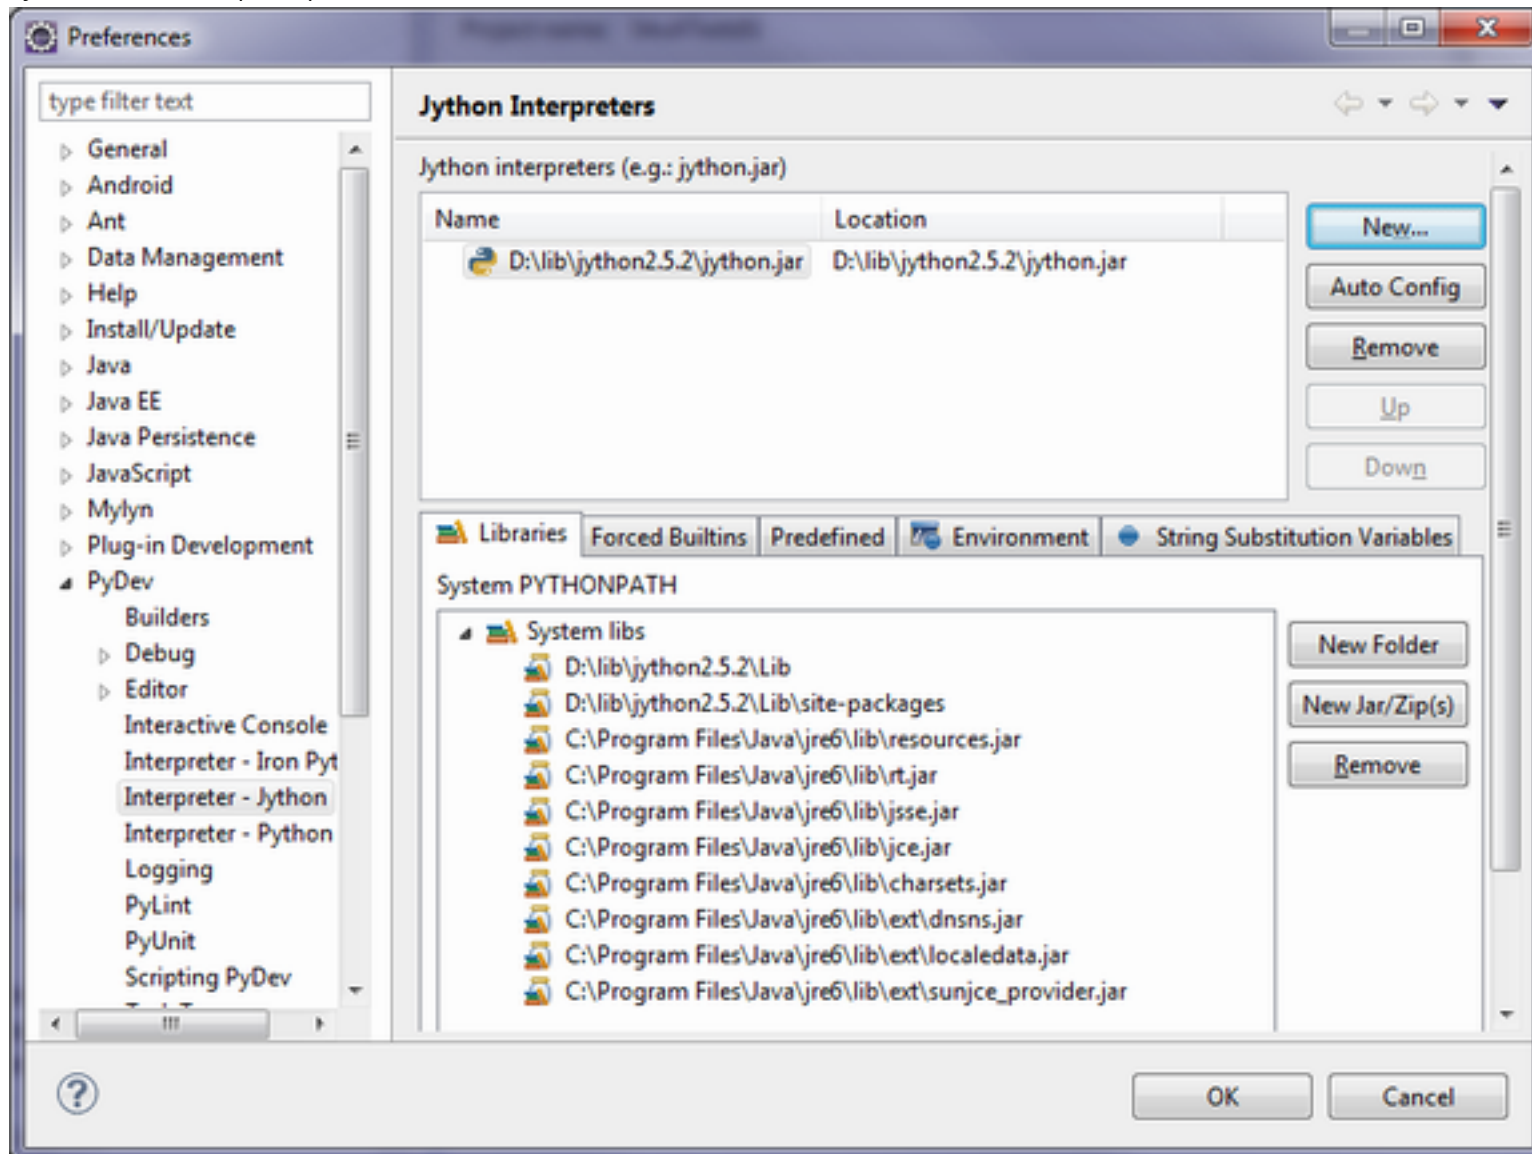 Preferences
type filter text
General
Android
Ant
Data Management
Help
Install/Update
Java
Java EE
Java Persistence
JavaScript
Mylyn
Plug-in Development
PyDev
Builders
Debug
Editor
Interactive Console
Interpreter - Iron Pyt
Interpreter - Jython
Interpreter - Python
Logging
PyLint
PyUnit
Scripting PyDev
Jython Interpreters
Jython interpreters (e.g.: jython.jar)
Name Location
D:\lib\jython2.5.2\jython.jar D:\lib\jython2.5.2\jython.jar
New...
Auto Config
Remove
Up
Down
Libraries Forced Builtins Predefined Environment String Substitution Variables
System PYTHONPATH
System libs
D:\lib\jython2.5.2\Lib
D:\lib\jython2.5.2\Lib\site-packages
C:\Program Files\Java\jre6\lib\resources.jar
C:\Program Files\Java\jre6\lib\rt.jar
C:\Program Files\Java\jre6\lib\jsse.jar
C:\Program Files\Java\jre6\lib\jce.jar
C:\Program Files\Java\jre6\lib\charsets.jar
C:\Program Files\Java\jre6\lib\ext\dnsns.jar
C:\Program Files\Java\jre6\lib\ext\localedata.jar
C:\Program Files\Java\jre6\lib\ext\sunjce_provider.jar
New Folder
New Jar/Zip(s)
Remove
OK
Cancel